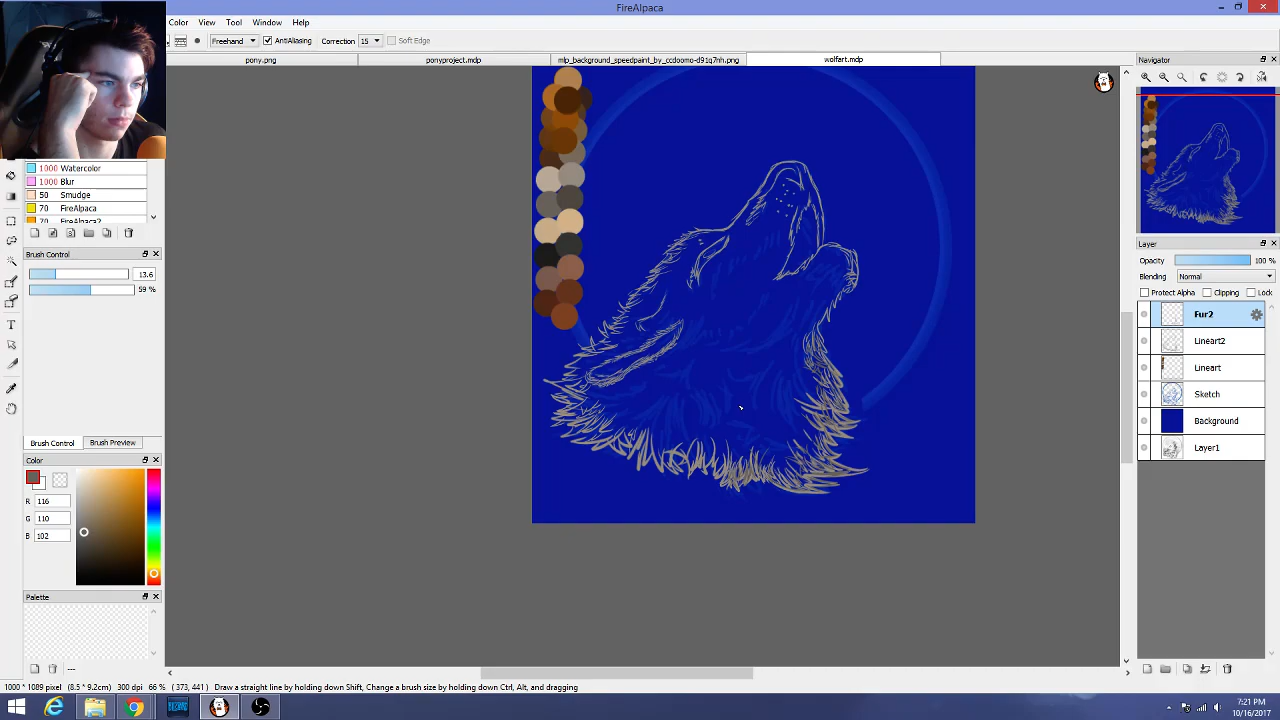 FireAlpaca
Color View Tool Window Help
Freehand AntiAliasing Correction 15 Soft Edge
pony.png ponyproject.mdp mlp_background_speedpaint_by_ccdoomo-d91q7nh.png wolfart.mdp
Navigator
1000 Watercolor
1000 Blur
50 Smudge
70 FireAlpaca
70 FireAlpaca2
Brush Control
13.6
59 %
Brush Control Brush Preview
Color
R 116
G 110
B 102
Palette
---
Layer
Opacity 100 %
Blending Normal
Protect Alpha Clipping Lock
Fur2
Lineart2
Lineart
Sketch
Background
Layer1
1000 * 1089 pixel (8.5 * 9.2cm) 300 dpi 66 % (373, 441) Draw a straight line by holding down Shift, Change a brush size by holding down Ctrl, Alt, and dragging
7:21 PM
10/16/2017